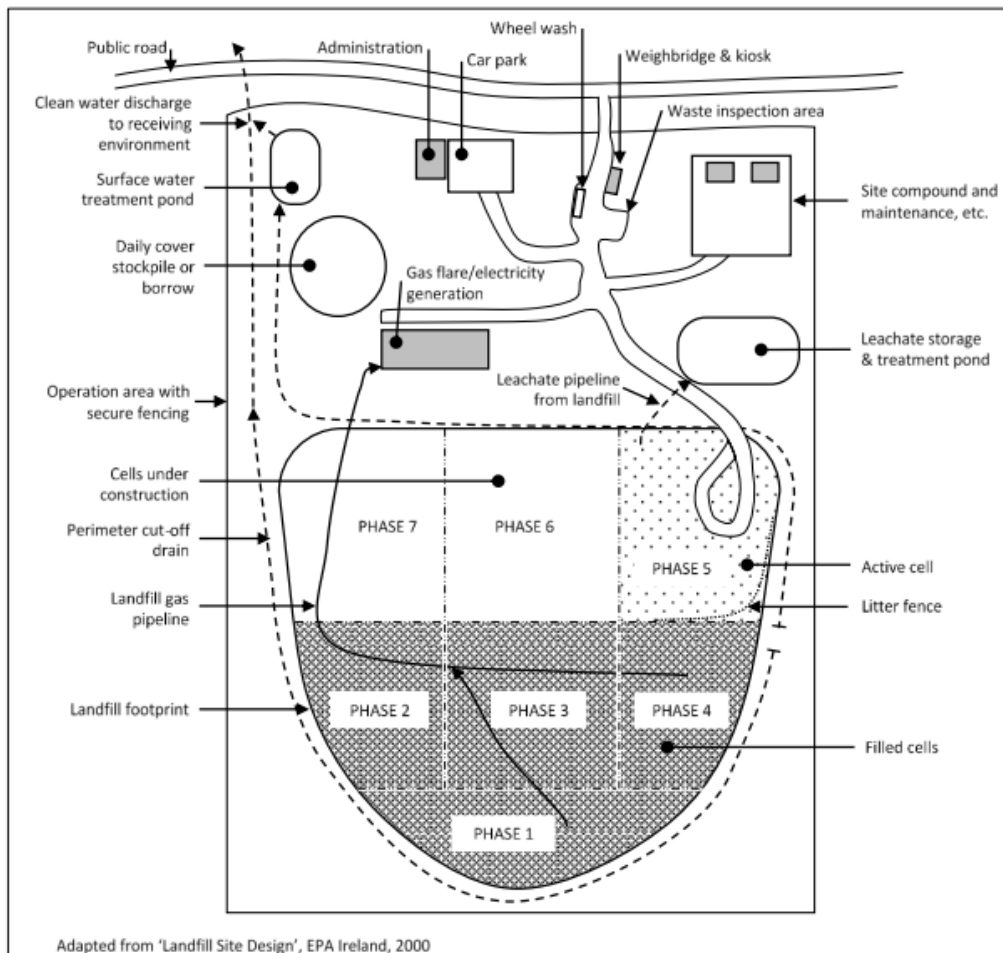 Public road
Administration
Car park
Wheel wash
Weighbridge & kiosk
Waste inspection area
Clean water discharge
to receiving
environment
Surface water
treatment pond
Site compound and
maintenance, etc.
Daily cover
stockpile or
borrow
Gas flare/electricity
generation
Leachate storage
& treatment pond
Leachate pipeline
from landfill
Operation area with
secure fencing
Cells under
construction
PHASE 7
PHASE 6
PHASE 5
Perimeter cut-off
drain
Active cell
Landfill gas
pipeline
Litter fence
Landfill footprint
PHASE 2
PHASE 3
PHASE 4
Filled cells
PHASE 1
Adapted from ‘Landfill Site Design’, EPA Ireland, 2000